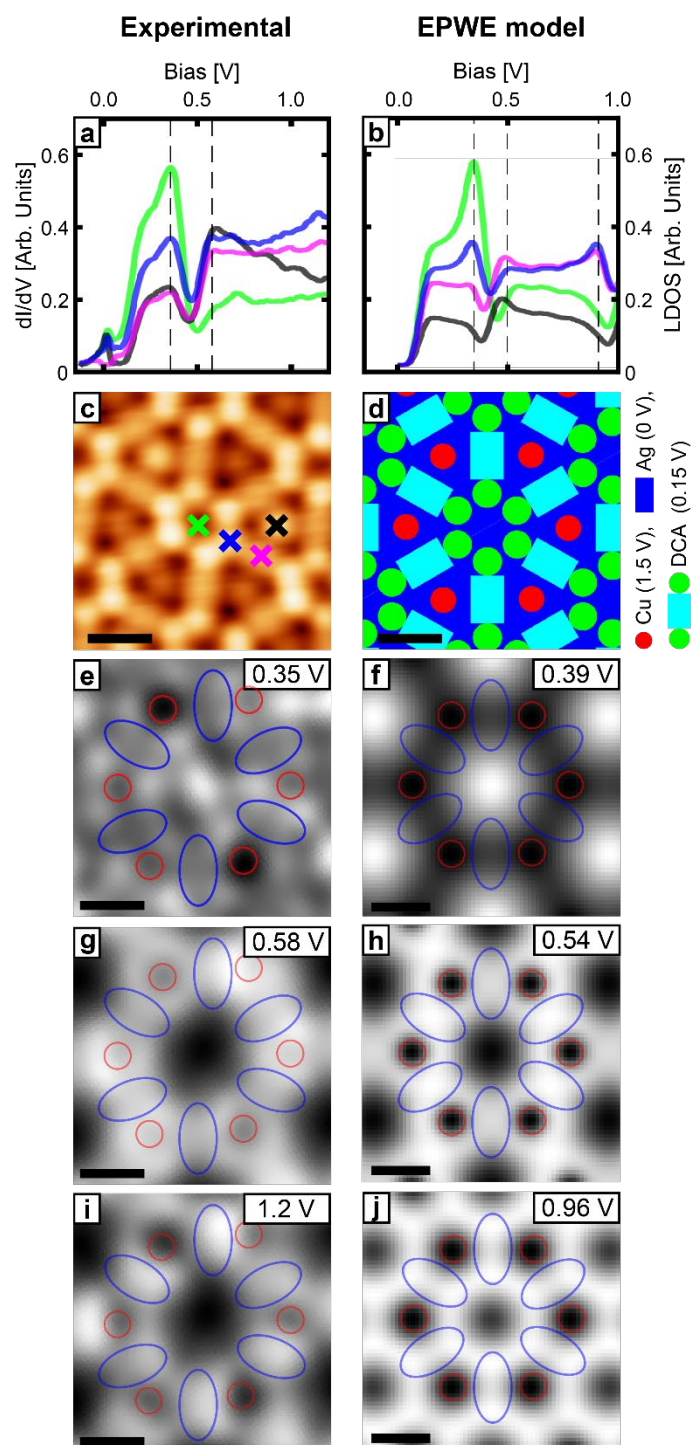 Experimental
EPWE model
Bias [V]
Bias [V]
0.0 0.5 1.0
0.0 0.5 1.0
a
b
dI/dV [Arb. Units]
0.6
0.4
0.2
0
0.6
0.4
0.2
0
LDOS [Arb. Units]
c
d
Cu (1.5 V), Ag (0 V),
DCA (0.15 V)
e
0.35 V
f
0.39 V
g
0.58 V
h
0.54 V
i
1.2 V
j
0.96 V